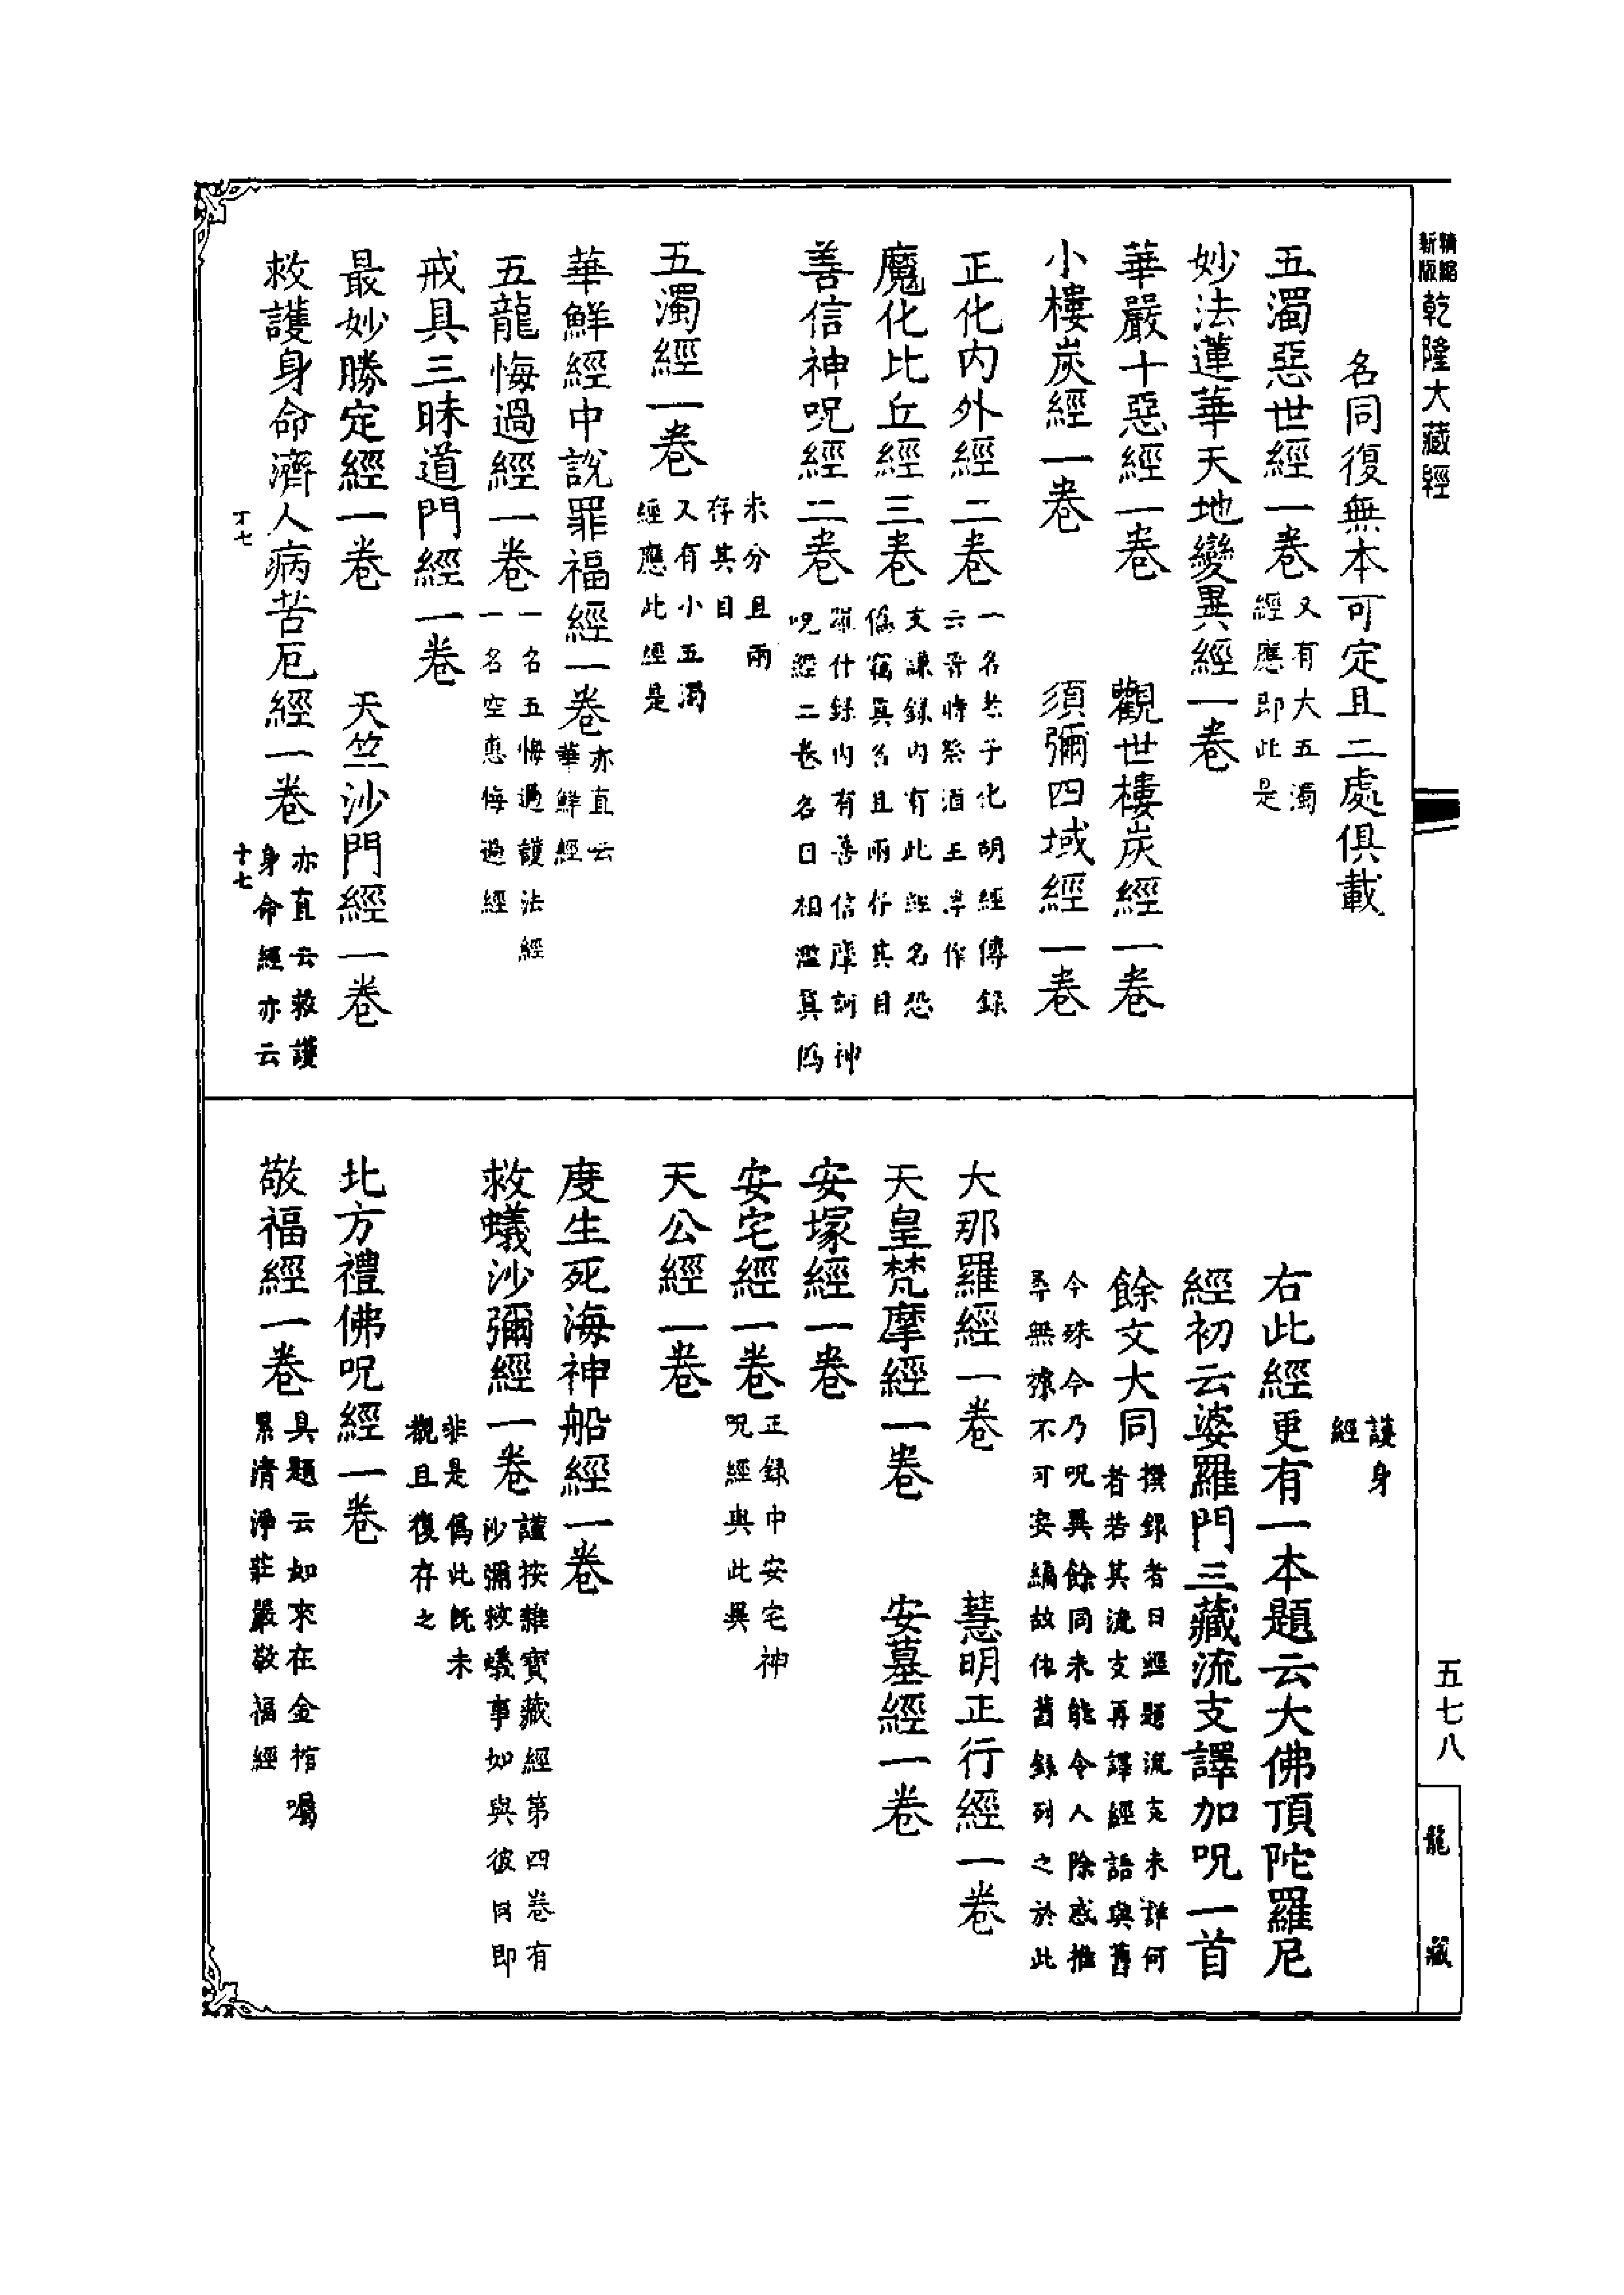 精縮新版乾隆大藏經
名同復無本可定且二處俱載
五濁惡世經一卷又有大五濁經應即此是
妙法蓮華天地變異經一卷
華嚴十惡經一卷　觀世樓炭經一卷
小樓炭經一卷　須彌四域經一卷
正化內外經二卷一名老子化胡經傳錄云晉時祭酒王浮作
魔化比丘經三卷支謙錄內有此經名恐偽竊真名且兩存其目
善信神呪經二卷羅什錄內有善信摩訶神呪經二卷名曰相濫真偽
未分且兩存其目
五濁經一卷又有小五濁經應此經是
華鮮經中說罪福經一卷亦直云華鮮經
五龍悔過經一卷一名五悔過護法經一名空惠悔過經
戒具三昧道門經一卷
最妙勝定經一卷　天竺沙門經一卷
救護身命濟人病苦厄經一卷亦直云救護身命經亦云
丁七
十七
護身經
右此經更有一本題云大佛頂陀羅尼
經初云婆羅門三藏流支譯加呪一首
餘文大同撰錄者曰經題流支未詳何者若其流支再譯經語與舊
今殊今乃呪異餘同未能令人除惑推尋無據不可妄編故依舊錄列之於此
大那羅經一卷　慧明正行經一卷
天皇梵摩經一卷　安墓經一卷
安塚經一卷
安宅經一卷正錄中安宅神呪經與此異
天公經一卷
度生死海神船經一卷
救蟻沙彌經一卷謹按雜寶藏經第四卷有沙彌救蟻事如與彼同即
非是偽此既未觀且復存之
北方禮佛呪經一卷
敬福經一卷具題云如來在金棺囑累清淨莊嚴敬福經
五七八
龍藏